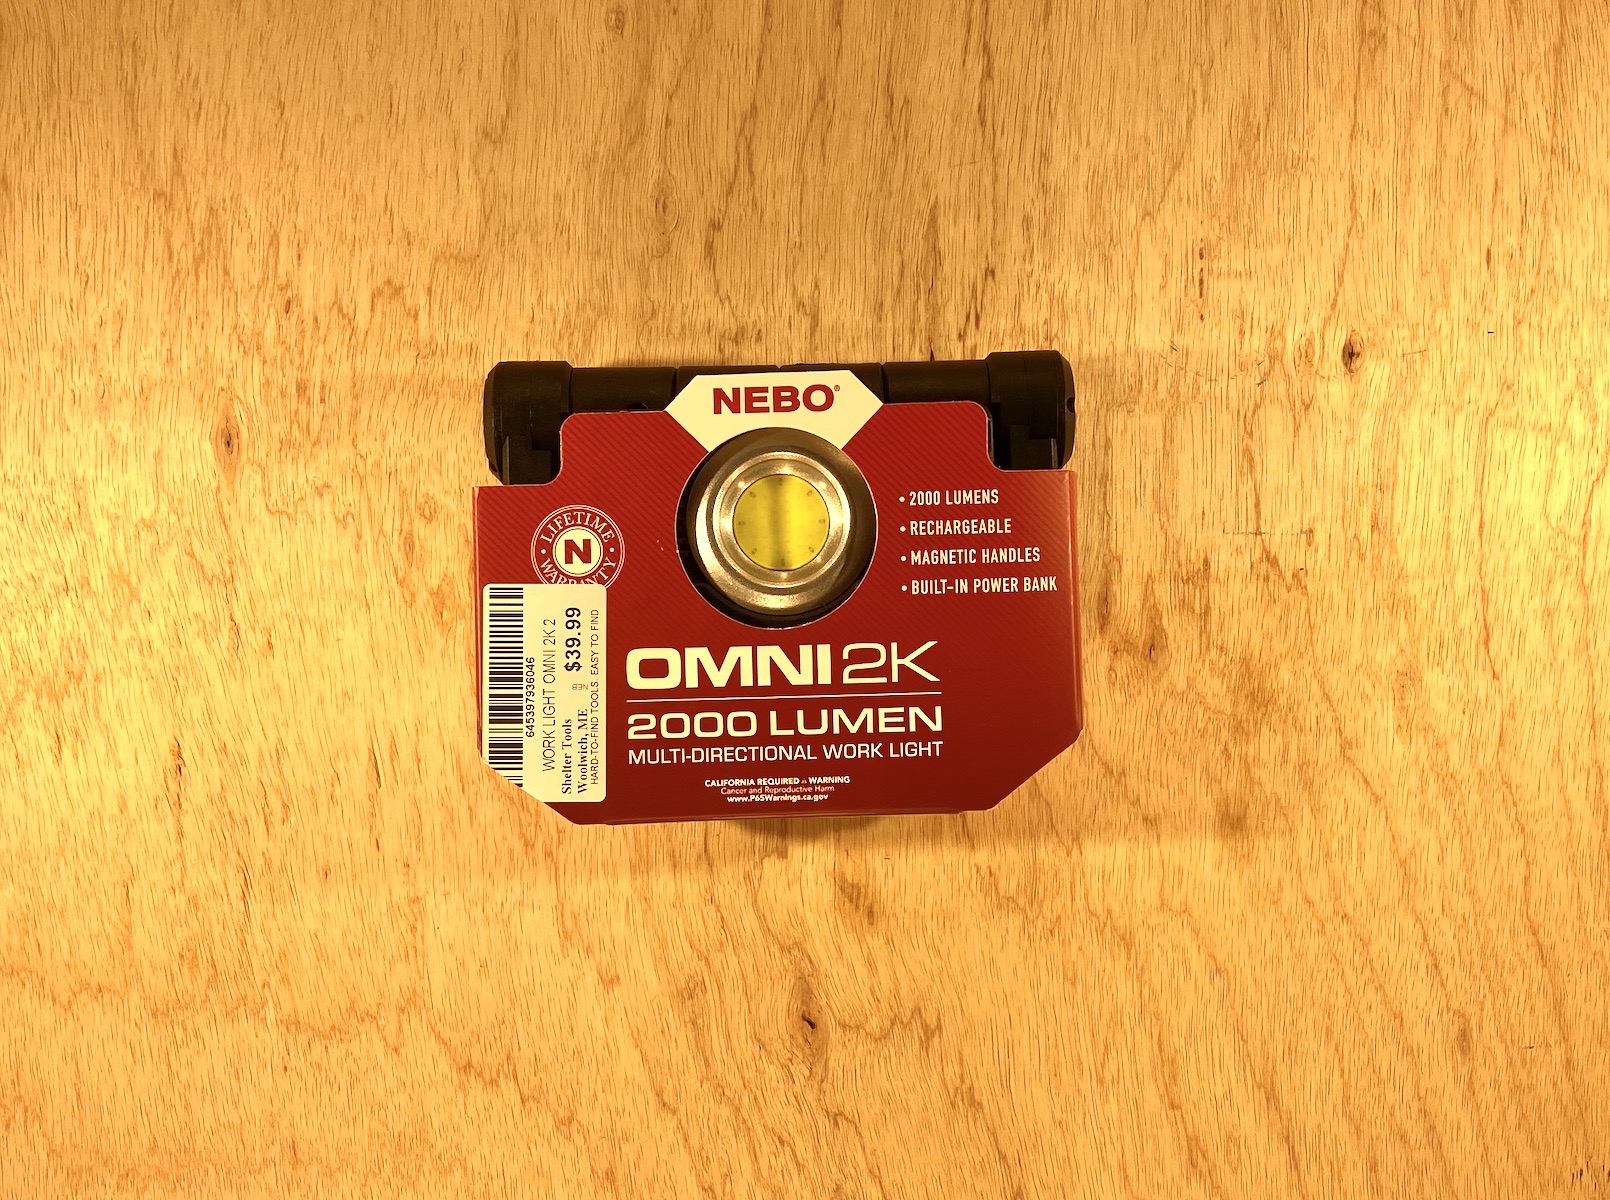 NEBO®
LIFETIME
N
WARRANTY
• 2000 LUMENS
• RECHARGEABLE
• MAGNETIC HANDLES
• BUILT-IN POWER BANK
OMNI 2K
2000 LUMEN
MULTI-DIRECTIONAL WORK LIGHT
CALIFORNIA REQUIRED ⚠ WARNING
Cancer and Reproductive Harm
www.P65Warnings.ca.gov
645397936046
WORK LIGHT OMNI 2K 2
NEB
$39.99
Shelter Tools
Woolwich, ME
HARD-TO-FIND TOOLS EASY TO FIND